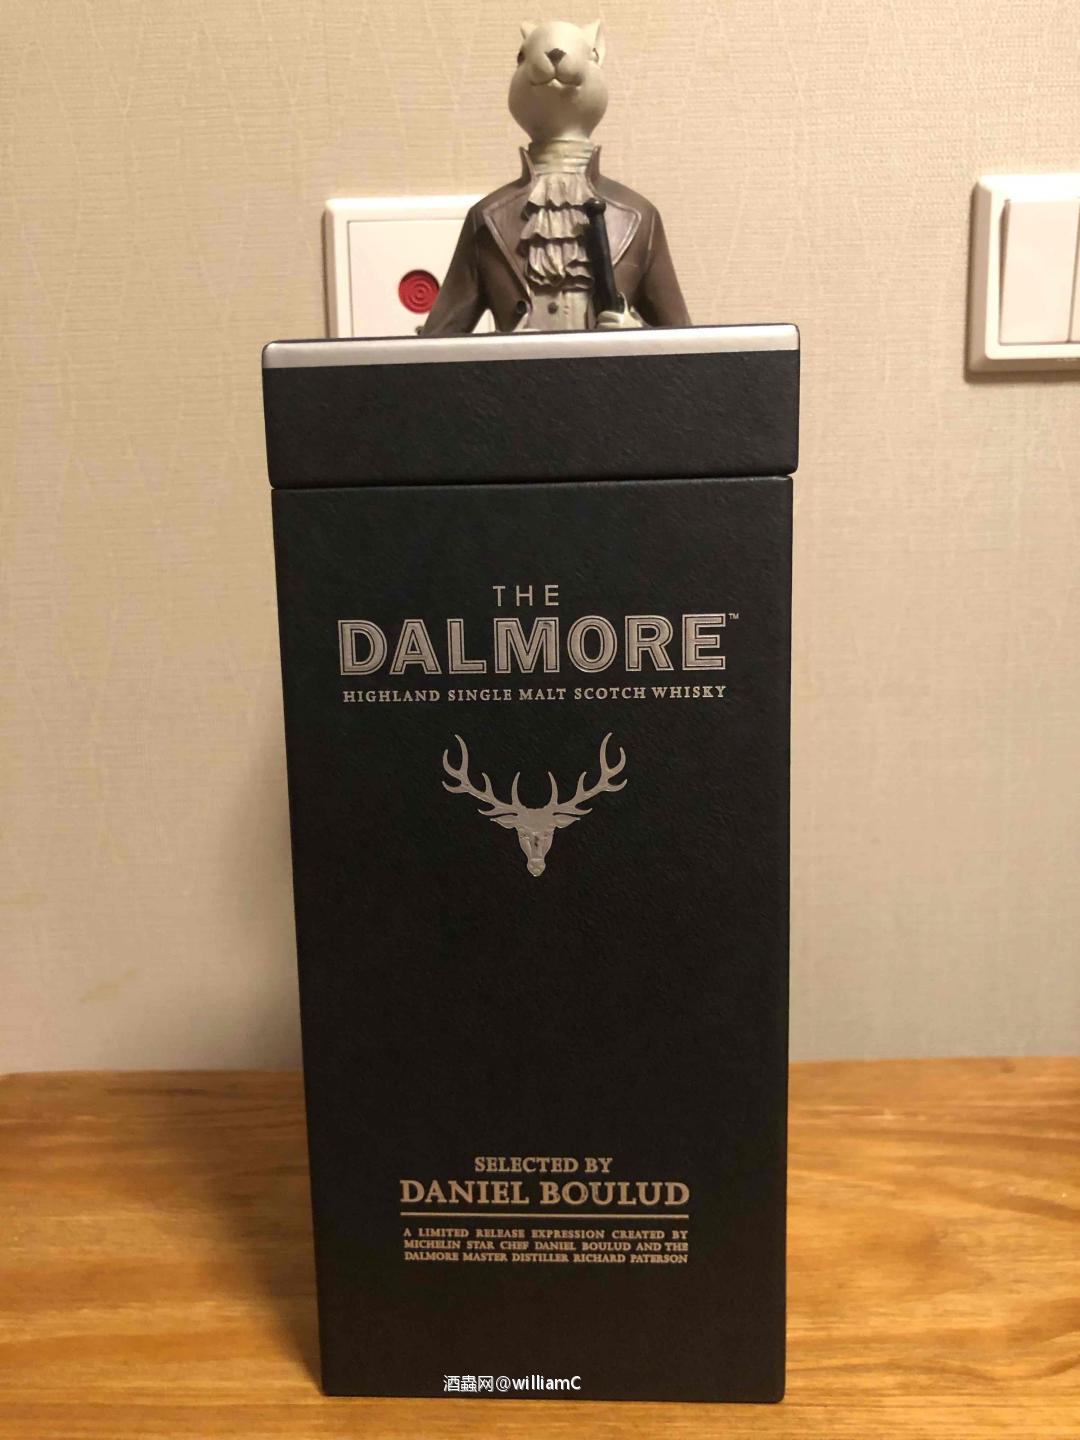 THE
DALMORE™
HIGHLAND SINGLE MALT SCOTCH WHISKY
SELECTED BY
DANIEL BOULUD
A LIMITED RELEASE EXPRESSION CREATED BY
MICHELIN STAR CHEF DANIEL BOULUD AND THE
DALMORE MASTER DISTILLER RICHARD PATERSON
酒蟲网@williamC